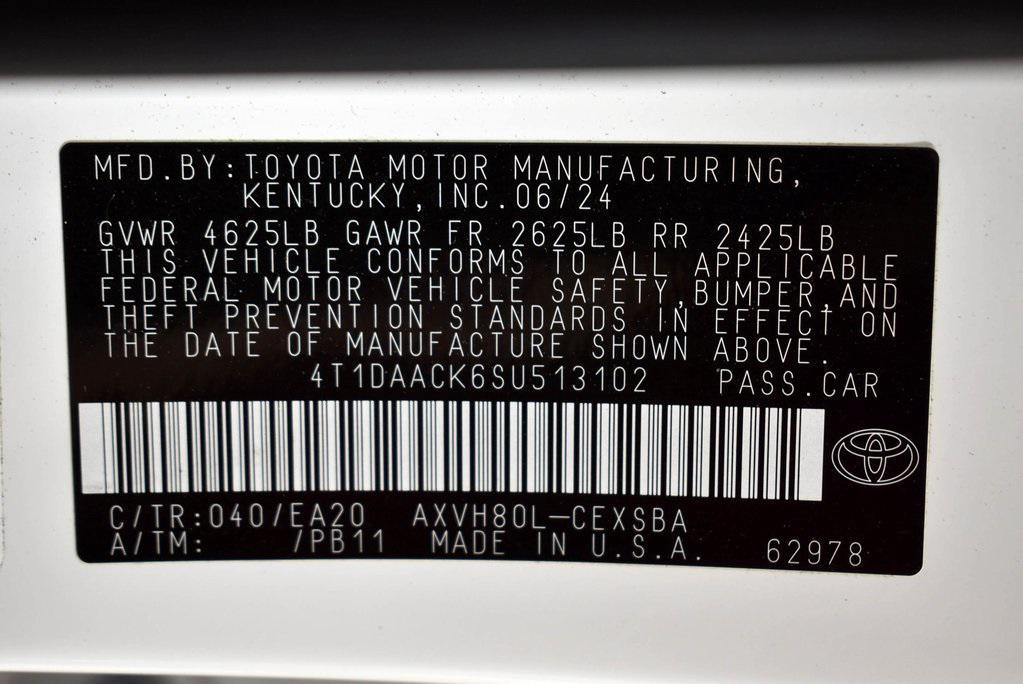 MFD.BY:TOYOTA MOTOR MANUFACTURING,
KENTUCKY,INC.06/24
GVWR 4625LB GAWR FR 2625LB RR 2425LB
THIS VEHICLE CONFORMS TO ALL APPLICABLE
FEDERAL MOTOR VEHICLE SAFETY,BUMPER,AND
THEFT PREVENTION STANDARDS IN EFFECT ON
THE DATE OF MANUFACTURE SHOWN ABOVE.
4T1DAACK6SU513102 PASS.CAR
C/TR:040/EA20 AXVH80L-CEXSBA
A/TM: /PB11 MADE IN U.S.A. 62978